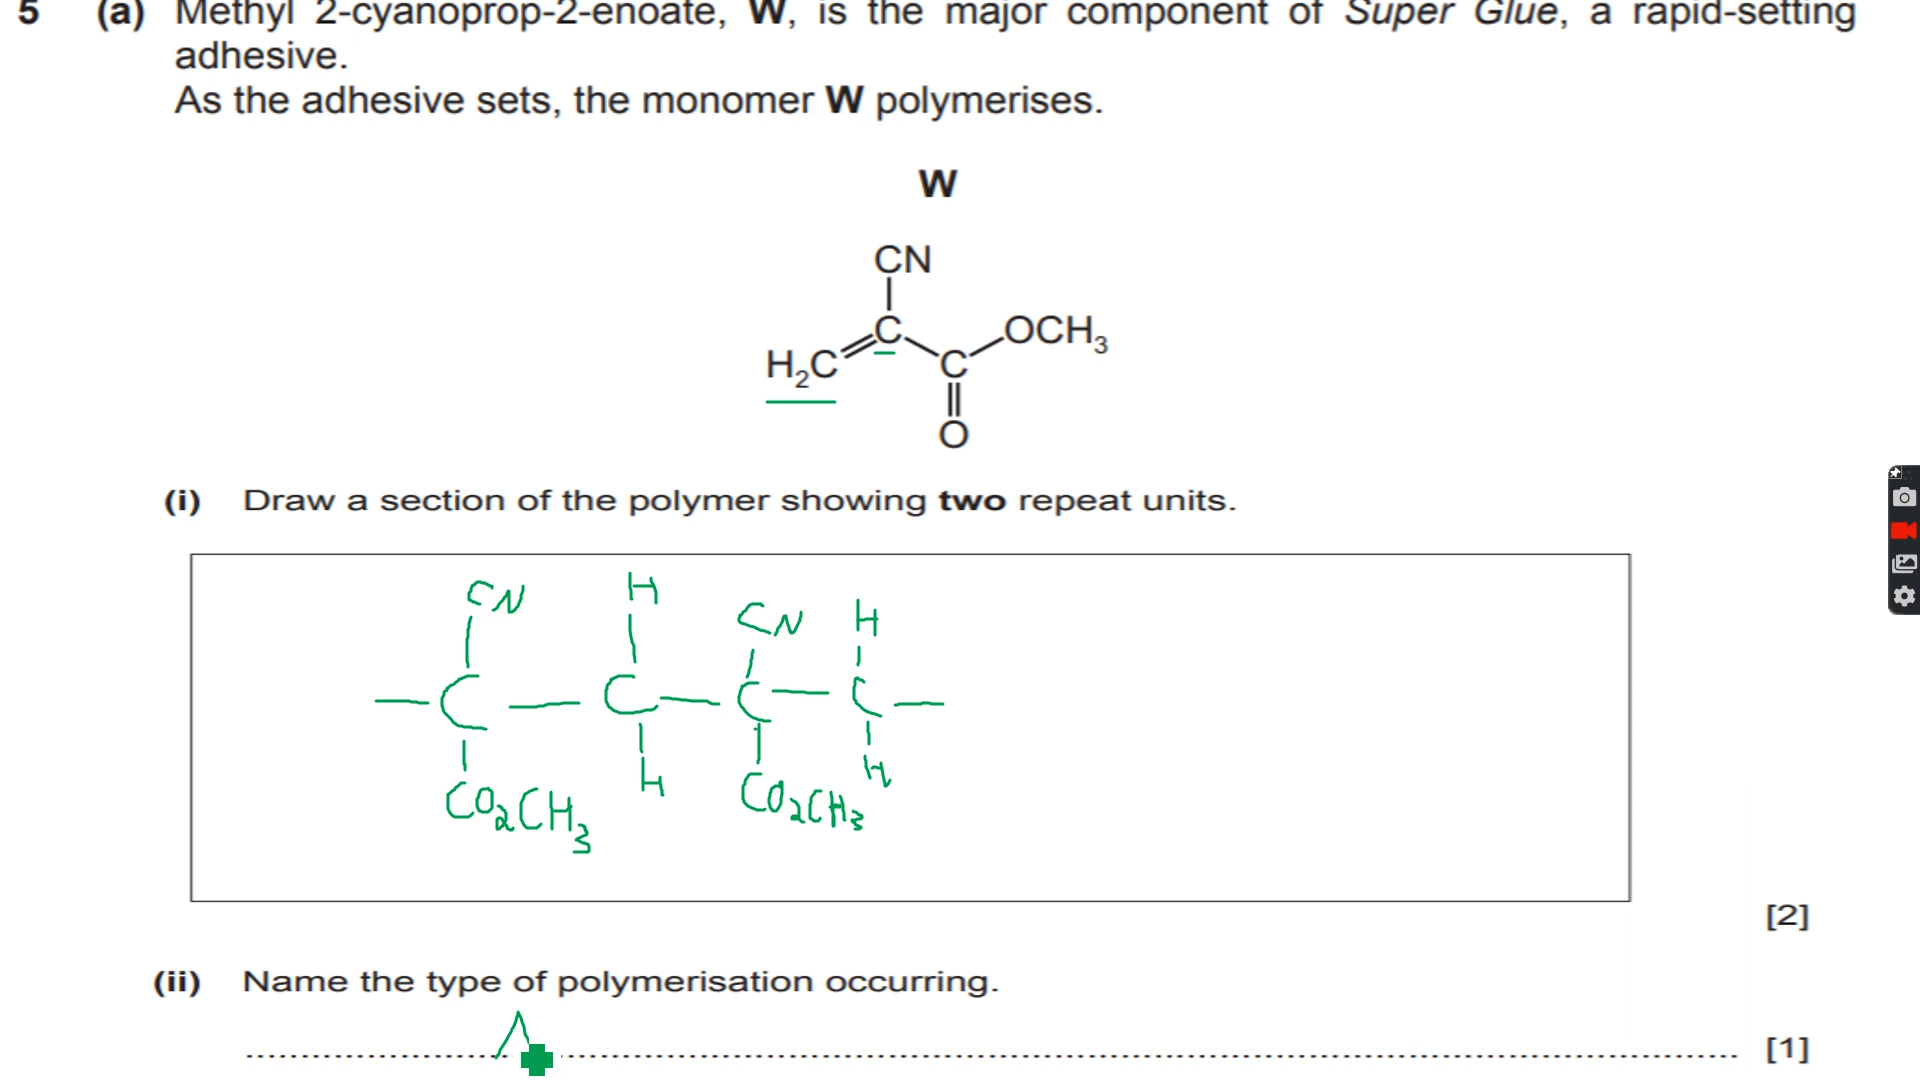 5 (a) Methyl 2-cyanoprop-2-enoate, W, is the major component of Super Glue, a rapid-setting
adhesive.
As the adhesive sets, the monomer W polymerises.
W
CN
C
OCH₃
H₂C
C
O
(i) Draw a section of the polymer showing two repeat units.
CN H CN H
C C C C
CO₂CH₃ H CO₂CH₃ H
[2]
(ii) Name the type of polymerisation occurring.
[1]